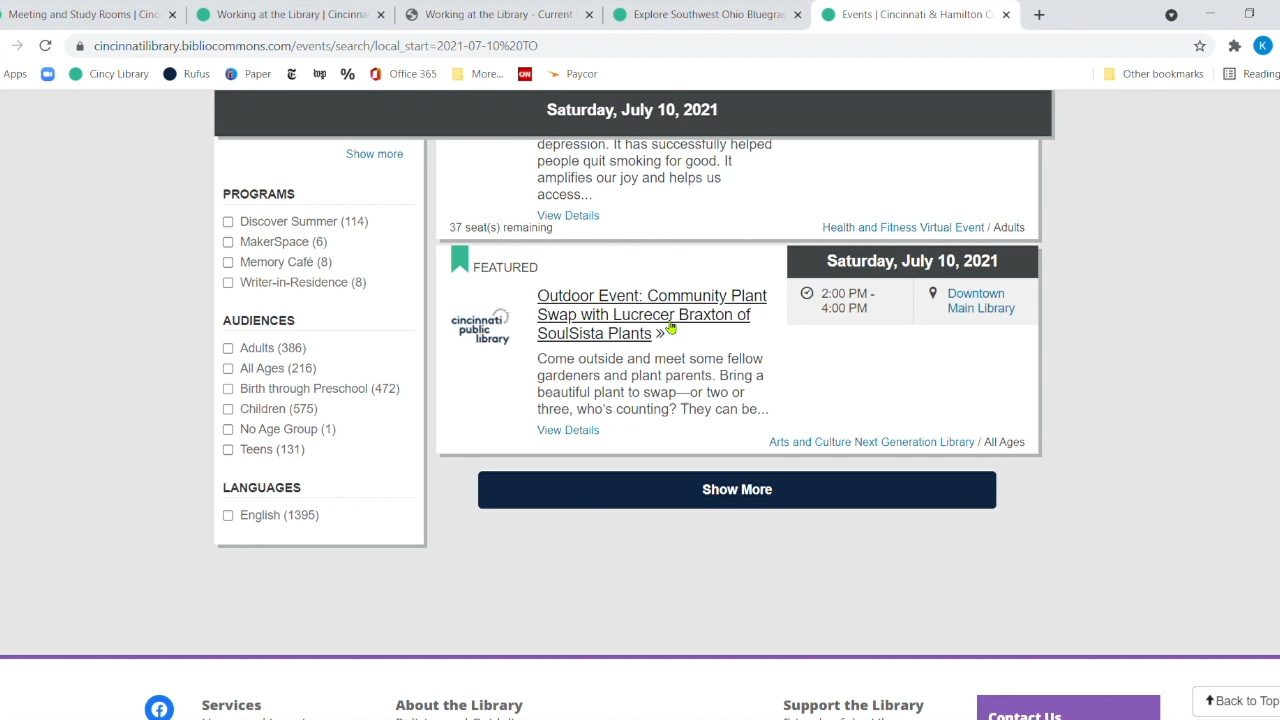 Meeting and Study Rooms | Cinc
Working at the Library | Cincinna
Working at the Library - Current
Explore Southwest Ohio Bluegras
Events | Cincinnati & Hamilton C
cincinnatilibrary.bibliocommons.com/events/search/local_start=2021-07-10%20TO
K
Apps
Cincy Library
Rufus
Paper
Office 365
More...
CNN
Paycor
Other bookmarks
Reading
Saturday, July 10, 2021
Show more
PROGRAMS
Discover Summer (114)
MakerSpace (6)
Memory Café (8)
Writer-in-Residence (8)
AUDIENCES
Adults (386)
All Ages (216)
Birth through Preschool (472)
Children (575)
No Age Group (1)
Teens (131)
LANGUAGES
English (1395)
depression. It has successfully helped
people quit smoking for good. It
amplifies our joy and helps us
access...
View Details
37 seat(s) remaining
Health and Fitness Virtual Event / Adults
FEATURED
cincinnati
public
library
Outdoor Event: Community Plant
Swap with Lucrecer Braxton of
SoulSista Plants »
Come outside and meet some fellow
gardeners and plant parents. Bring a
beautiful plant to swap—or two or
three, who's counting? They can be...
View Details
Saturday, July 10, 2021
2:00 PM -
4:00 PM
Downtown
Main Library
Arts and Culture Next Generation Library / All Ages
Show More
Services
About the Library
Support the Library
Contact Us
Back to Top